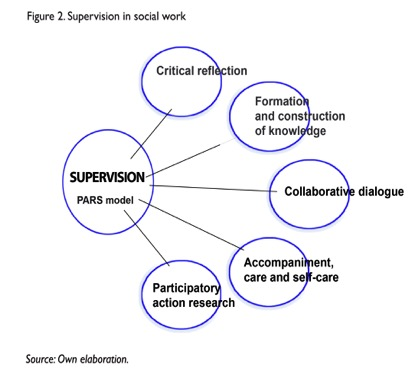 Figure 2. Supervision in social work
Critical reflection
Formation
and construction
of knowledge
SUPERVISION
PARS model
Collaborative dialogue
Accompaniment,
care and self-care
Participatory
action research
Source: Own elaboration.